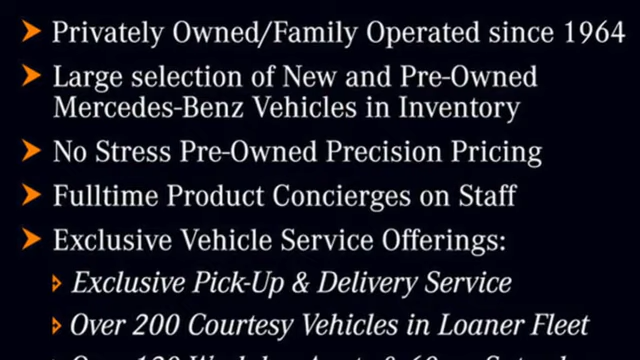 Privately Owned/Family Operated since 1964
Large selection of New and Pre-Owned
Mercedes-Benz Vehicles in Inventory
No Stress Pre-Owned Precision Pricing
Fulltime Product Concierges on Staff
Exclusive Vehicle Service Offerings:
Exclusive Pick-Up & Delivery Service
Over 200 Courtesy Vehicles in Loaner Fleet